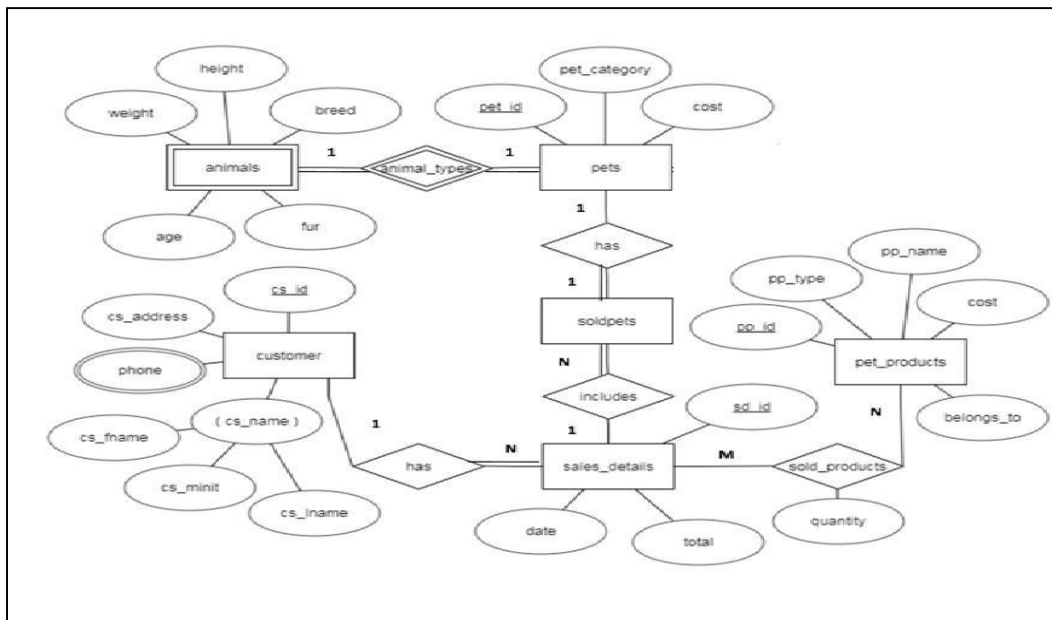 height
pet_category
weight
breed
pet_id
cost
animals
1
animal_types
1
pets
age
fur
1
has
cs_id
pp_name
cs_address
1
pp_type
cost
customer
soldpets
pp_id
phone
N
pet_products
includes
( cs_name )
sd_id
belongs_to
cs_fname
1
1
N
has
N
sales_details
M
sold_products
cs_minit
cs_lname
date
total
quantity